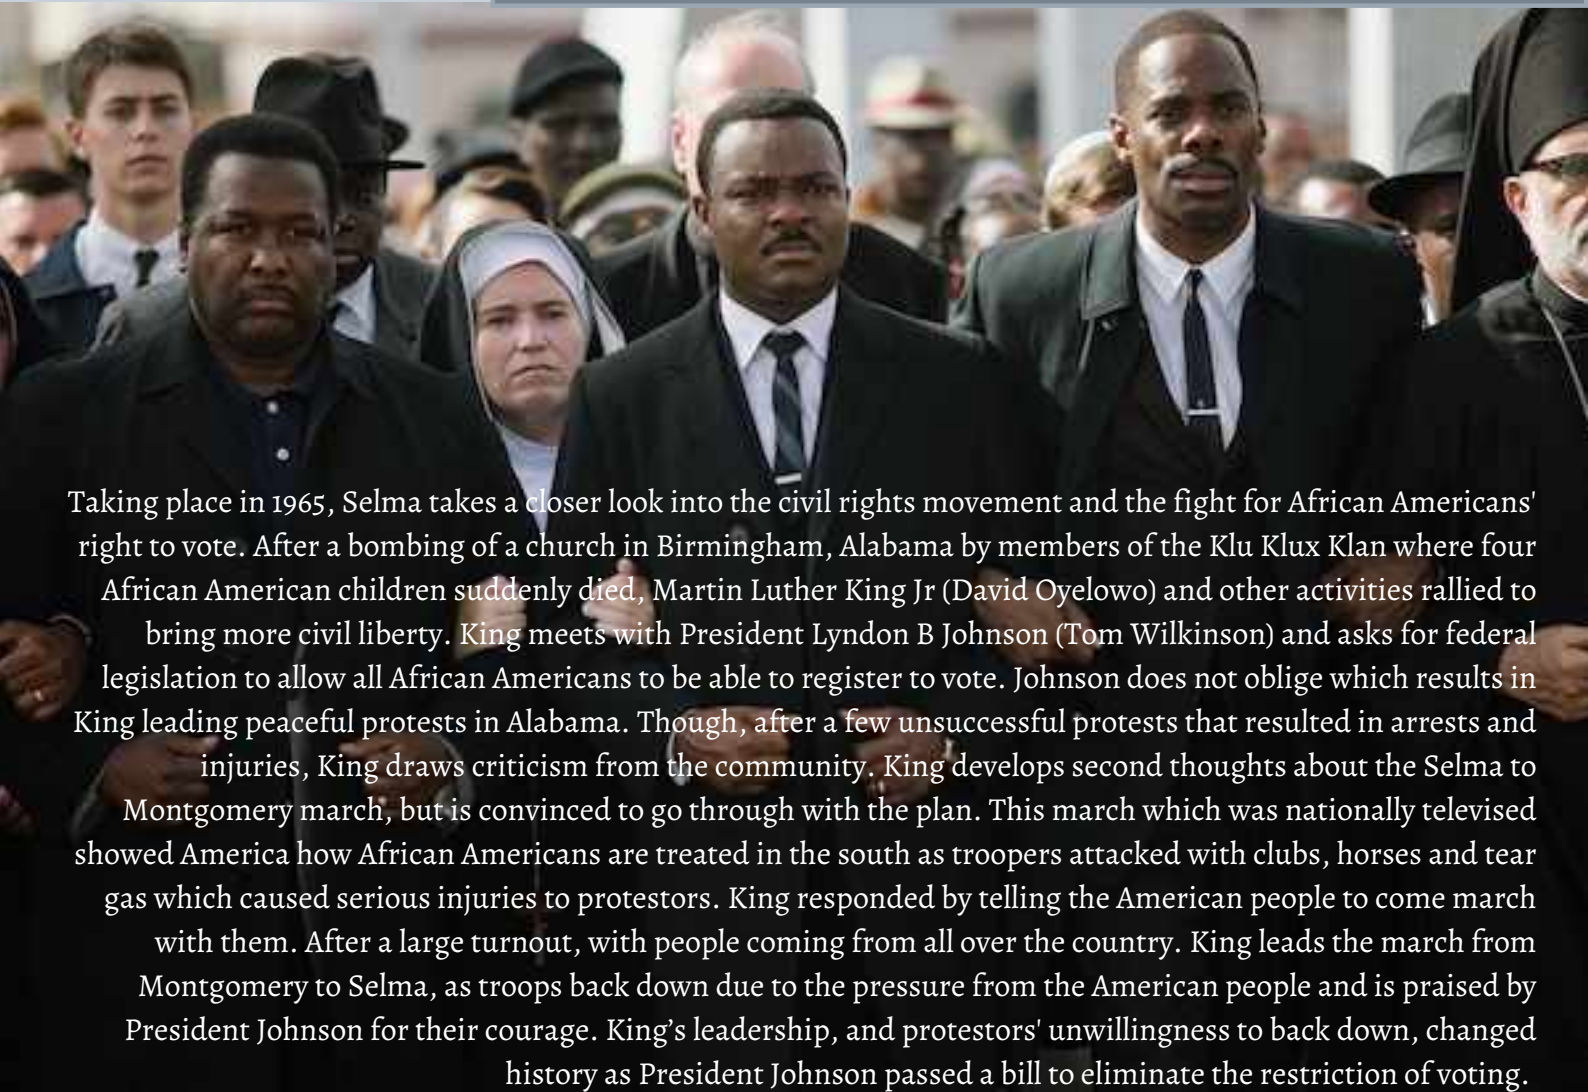 Taking place in 1965, Selma takes a closer look into the civil rights movement and the fight for African Americans'
right to vote. After a bombing of a church in Birmingham, Alabama by members of the Klu Klux Klan where four
African American children suddenly died, Martin Luther King Jr (David Oyelowo) and other activities rallied to
bring more civil liberty. King meets with President Lyndon B Johnson (Tom Wilkinson) and asks for federal
legislation to allow all African Americans to be able to register to vote. Johnson does not oblige which results in
King leading peaceful protests in Alabama. Though, after a few unsuccessful protests that resulted in arrests and
injuries, King draws criticism from the community. King develops second thoughts about the Selma to
Montgomery march, but is convinced to go through with the plan. This march which was nationally televised
showed America how African Americans are treated in the south as troopers attacked with clubs, horses and tear
gas which caused serious injuries to protestors. King responded by telling the American people to come march
with them. After a large turnout, with people coming from all over the country. King leads the march from
Montgomery to Selma, as troops back down due to the pressure from the American people and is praised by
President Johnson for their courage. King’s leadership, and protestors' unwillingness to back down, changed
history as President Johnson passed a bill to eliminate the restriction of voting.